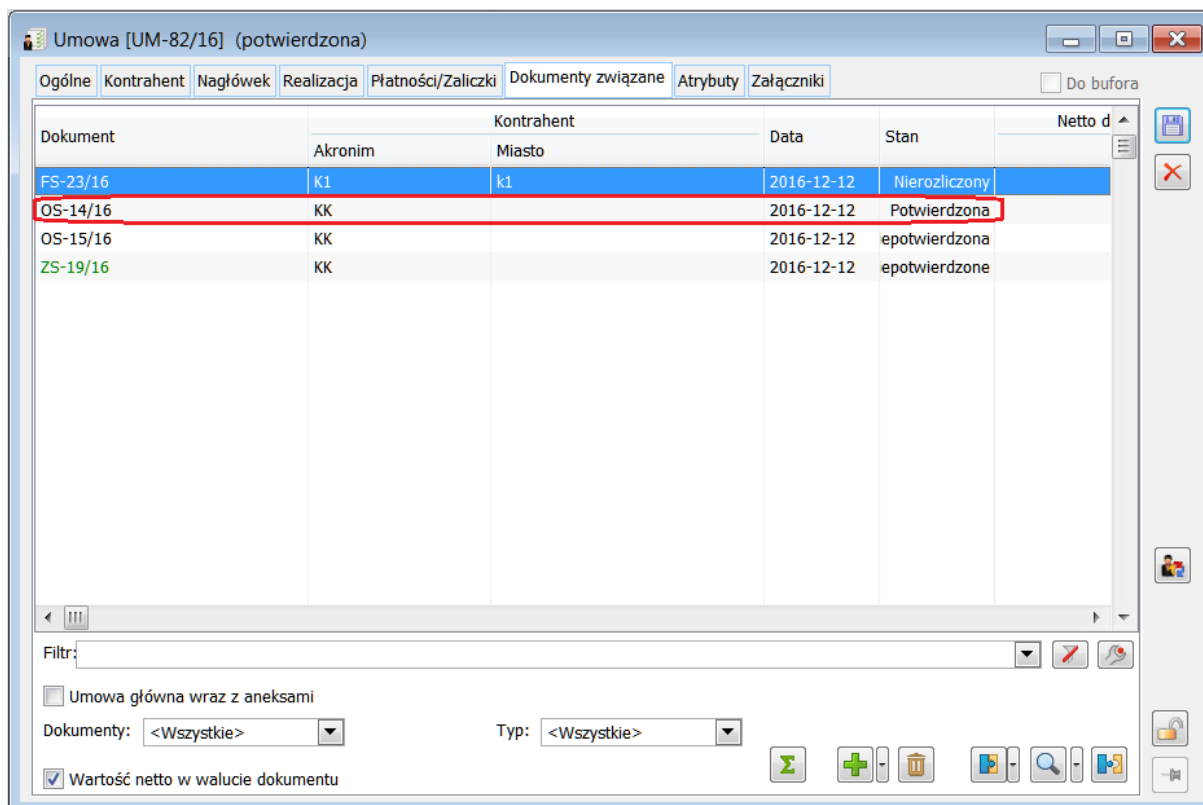 Umowa [UM-82/16] (potwierdzona)
Ogólne Kontrahent Nagłówek Realizacja Płatności/Zaliczki Dokumenty związane Atrybuty Załączniki Do bufora
Dokument Kontrahent Data Stan Netto d
Akronim Miasto
FS-23/16 K1 k1 2016-12-12 Nierozliczony
OS-14/16 KK 2016-12-12 Potwierdzona
OS-15/16 KK 2016-12-12 epotwierdzona
ZS-19/16 KK 2016-12-12 epotwierdzone
Filtr:
Umowa główna wraz z aneksami
Dokumenty: <Wszystkie> Typ: <Wszystkie>
Wartość netto w walucie dokumentu